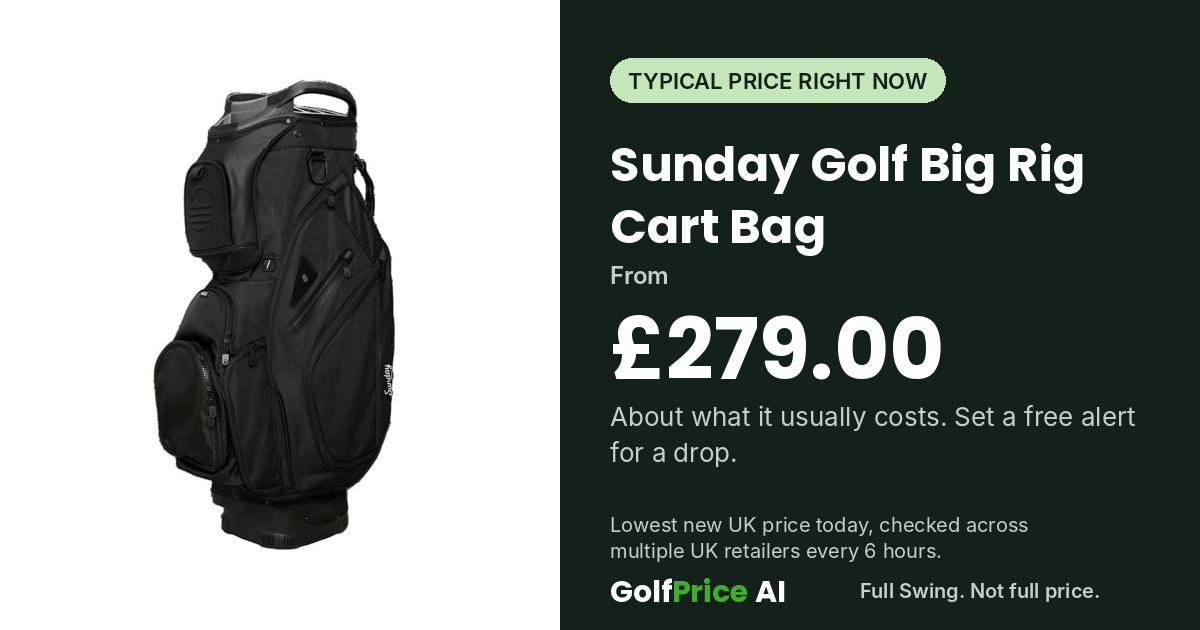 TYPICAL PRICE RIGHT NOW
Sunday Golf Big Rig
Cart Bag
From
£279.00
About what it usually costs. Set a free alert
for a drop.
Lowest new UK price today, checked across
multiple UK retailers every 6 hours.
GolfPrice AI
Full Swing. Not full price.
Sunday